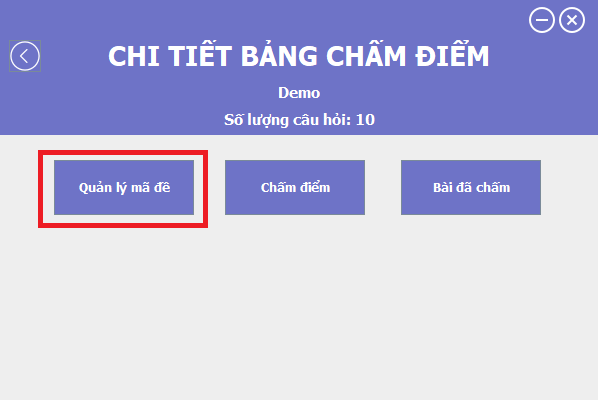 CHI TIẾT BẢNG CHẤM ĐIỂM
Demo
Số lượng câu hỏi: 10
Quản lý mã đề
Chấm điểm
Bài đã chấm